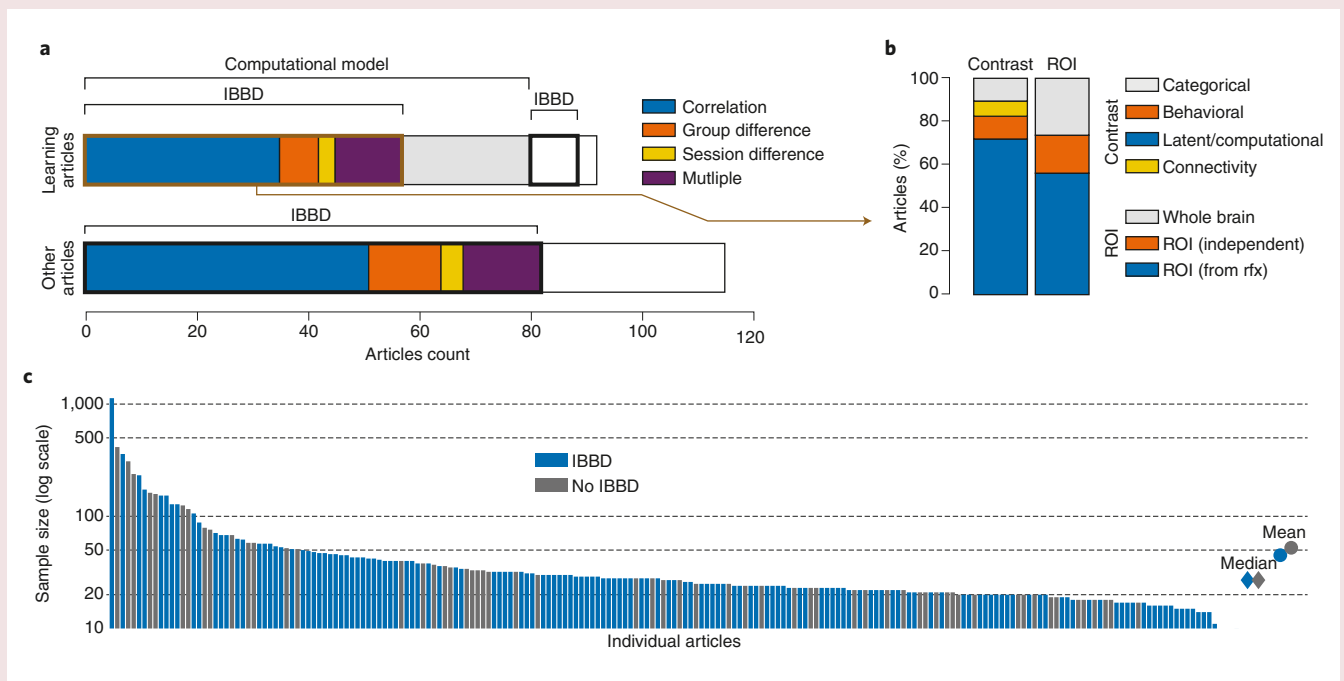 a
Computational model
IBBD
IBBD
Learning
articles
Correlation
Group difference
Session difference
Mutliple
IBBD
Other
articles
0 20 40 60 80 100 120
Articles count
b
Contrast ROI
Articles (%)
100
80
60
40
20
0
Contrast
Categorical
Behavioral
Latent/computational
Connectivity
ROI
Whole brain
ROI (independent)
ROI (from rfx)
c
Sample size (log scale)
1,000
500
100
50
20
10
IBBD
No IBBD
Mean
Median
Individual articles